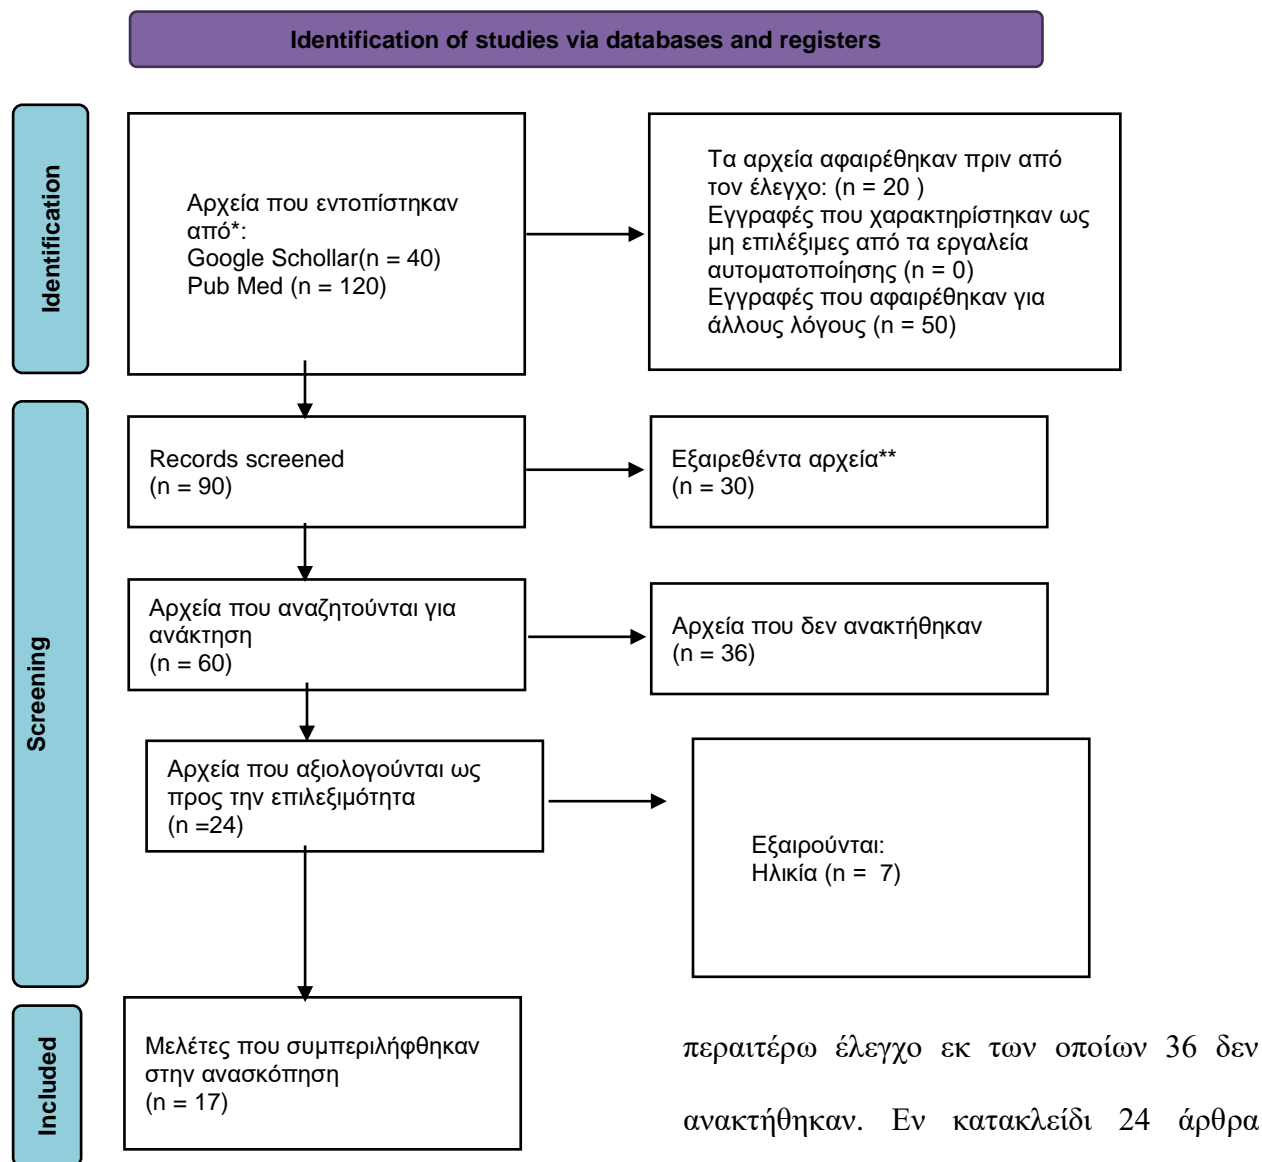 Identification of studies via databases and registers
Identification
Αρχεία που εντοπίστηκαν
από*:
Google Schollar(n = 40)
Pub Med (n = 120)
Τα αρχεία αφαιρέθηκαν πριν από
τον έλεγχο: (n = 20 )
Εγγραφές που χαρακτηρίστηκαν ως
μη επιλέξιμες από τα εργαλεία
αυτοματοποίησης (n = 0)
Εγγραφές που αφαιρέθηκαν για
άλλους λόγους (n = 50)
Screening
Records screened
(n = 90)
Εξαιρεθέντα αρχεία**
(n = 30)
Αρχεία που αναζητούνται για
ανάκτηση
(n = 60)
Αρχεία που δεν ανακτήθηκαν
(n = 36)
Αρχεία που αξιολογούνται ως
προς την επιλεξιμότητα
(n =24)
Εξαιρούνται:
Ηλικία (n =  7)
Included
Μελέτες που συμπεριλήφθηκαν
στην ανασκόπηση
(n = 17)
περαιτέρω έλεγχο εκ των οποίων 36 δεν
ανακτήθηκαν. Εν κατακλείδι 24 άρθρα